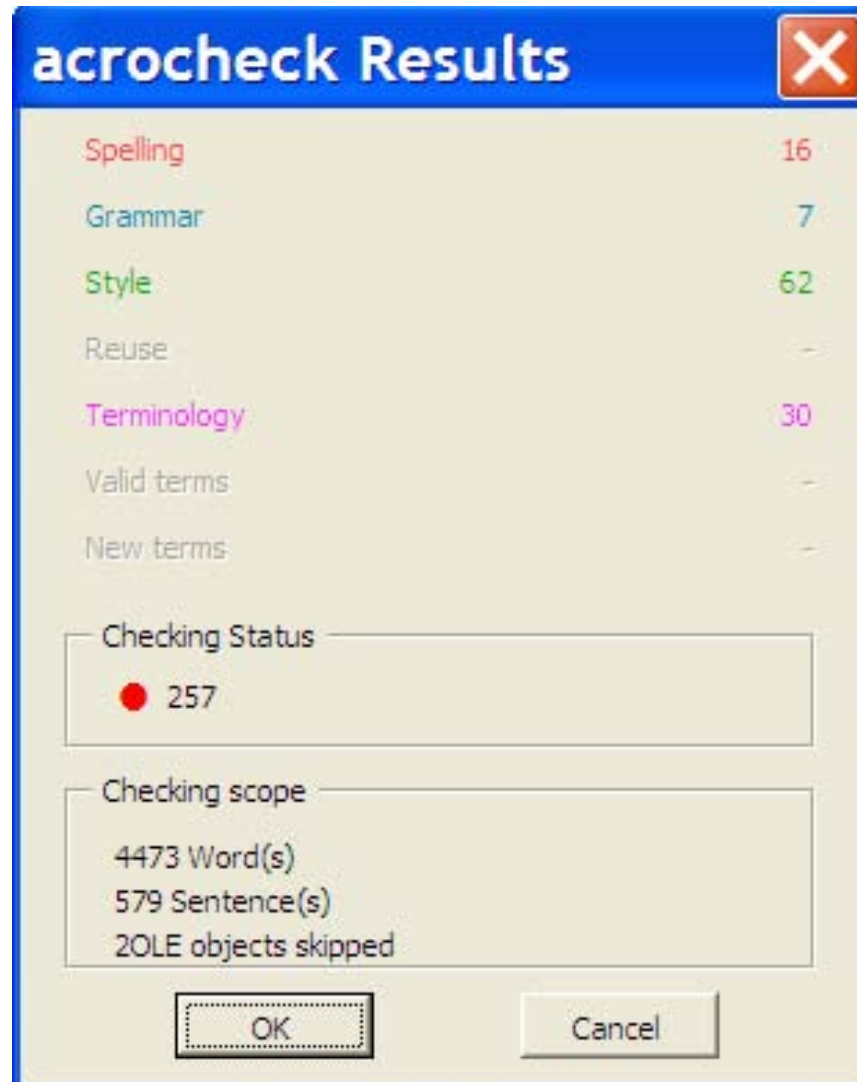 acrocheck Results
Spelling 16
Grammar 7
Style 62
Reuse -
Terminology 30
Valid terms -
New terms -
Checking Status
257
Checking scope
4473 Word(s)
579 Sentence(s)
2OLE objects skipped
OK Cancel